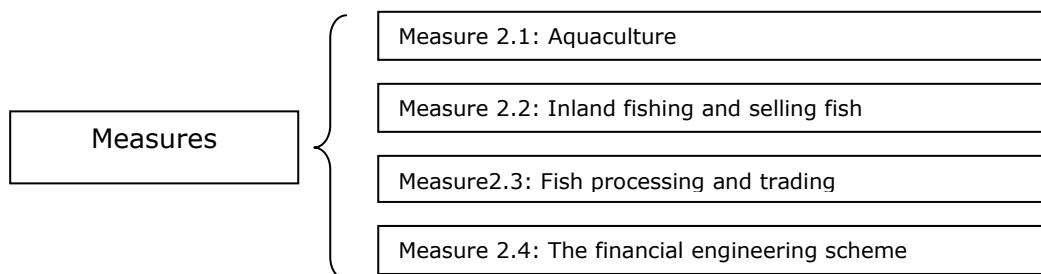 Measures
Measure 2.1: Aquaculture
Measure 2.2: Inland fishing and selling fish
Measure2.3: Fish processing and trading
Measure 2.4: The financial engineering scheme